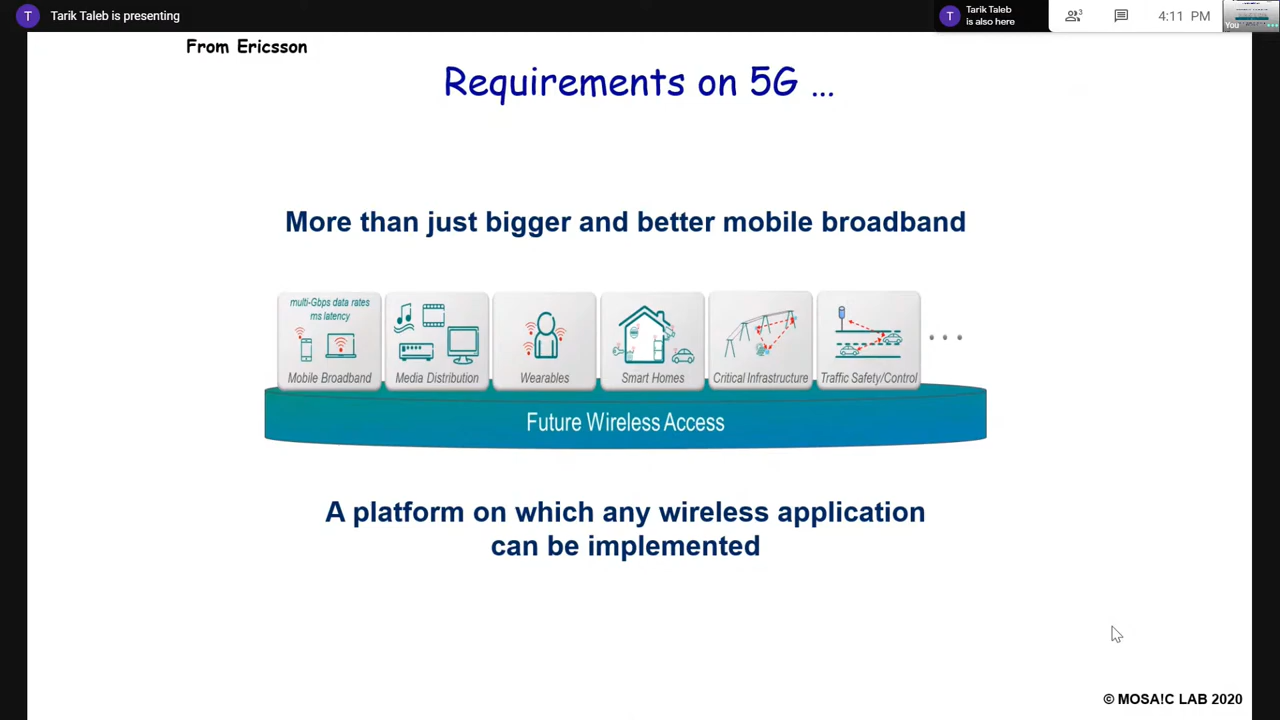 T Tarik Taleb is presenting
T Tarik Taleb
is also here
3
4:11 PM
You
From Ericsson
Requirements on 5G ...
More than just bigger and better mobile broadband
multi-Gbps data rates
ms latency
Mobile Broadband
Media Distribution
Wearables
Smart Homes
Critical Infrastructure
Traffic Safety/Control
...
Future Wireless Access
A platform on which any wireless application
can be implemented
© MOSA!C LAB 2020